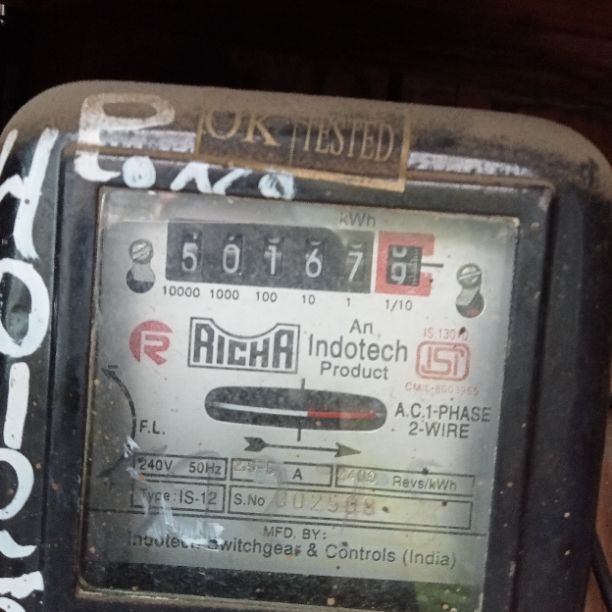 OK TESTED
kWh
5 0 1 6 7 9
10000 1000 100 10 1 1/10
R RICHA An Indotech Product
IS.13010
ISI
F.L.
A.C.1-PHASE
2-WIRE
240V 50Hz A Revs/kWh
Type: IS-12 S.No
MFD. BY:
Indotech Switchgear & Controls (India)